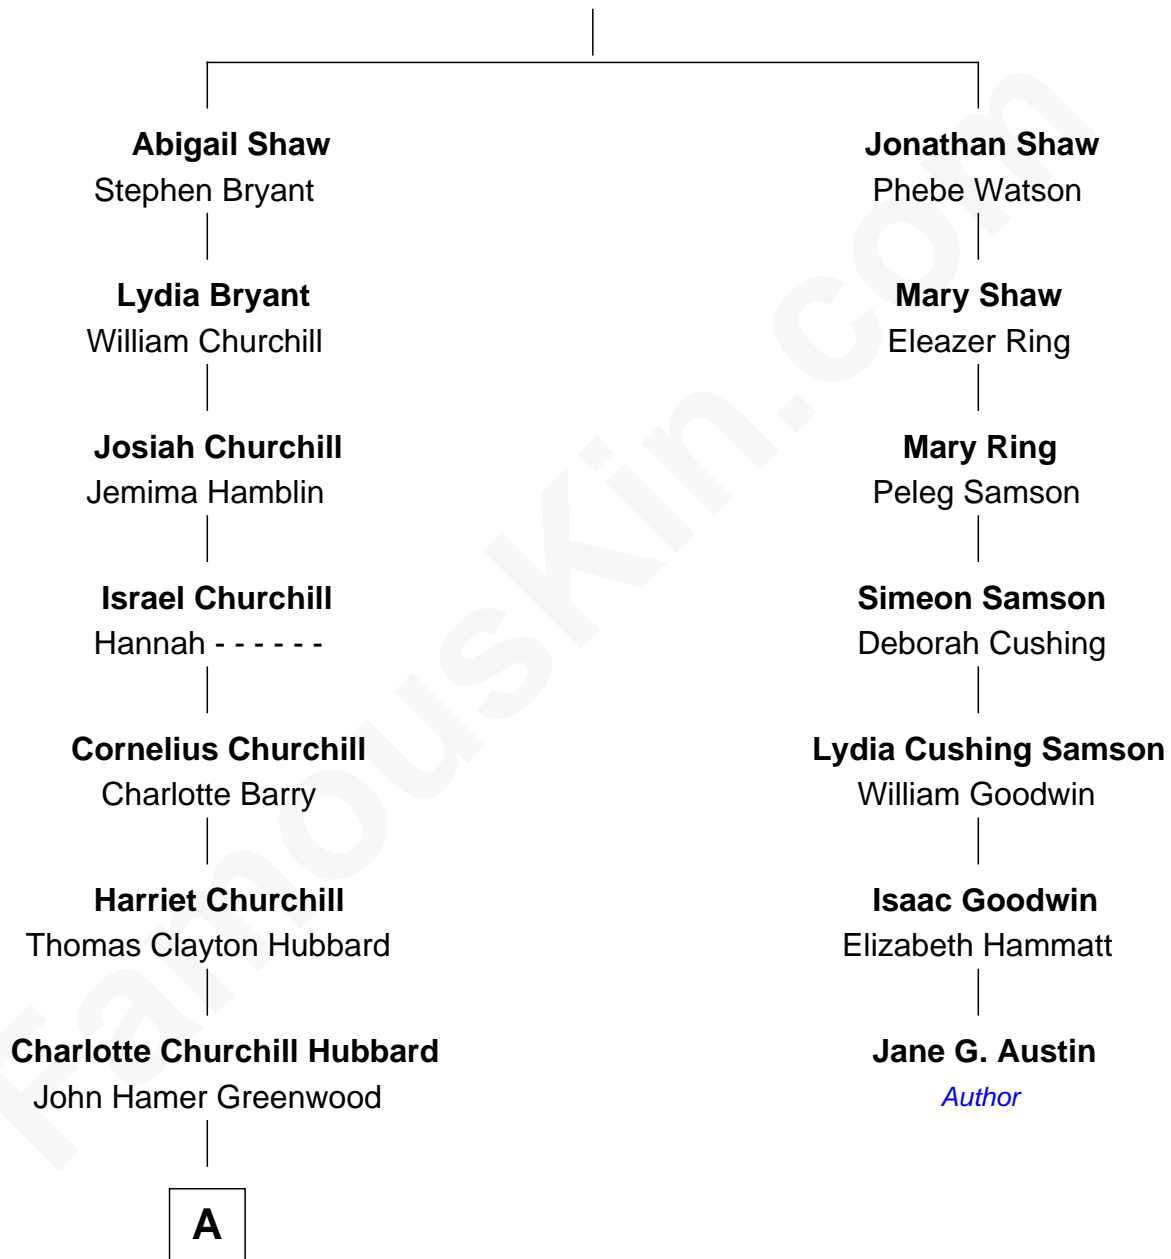 Abigail Shaw
Stephen Bryant
Lydia Bryant
William Churchill
Josiah Churchill
Jemima Hamblin
Israel Churchill
Hannah - - - - - -
Cornelius Churchill
Charlotte Barry
Harriet Churchill
Thomas Clayton Hubbard
Charlotte Churchill Hubbard
John Hamer Greenwood
A
Jonathan Shaw
Phebe Watson
Mary Shaw
Eleazer Ring
Mary Ring
Peleg Samson
Simeon Samson
Deborah Cushing
Lydia Cushing Samson
William Goodwin
Isaac Goodwin
Elizabeth Hammatt
Jane G. Austin
Author
FamousKin.com